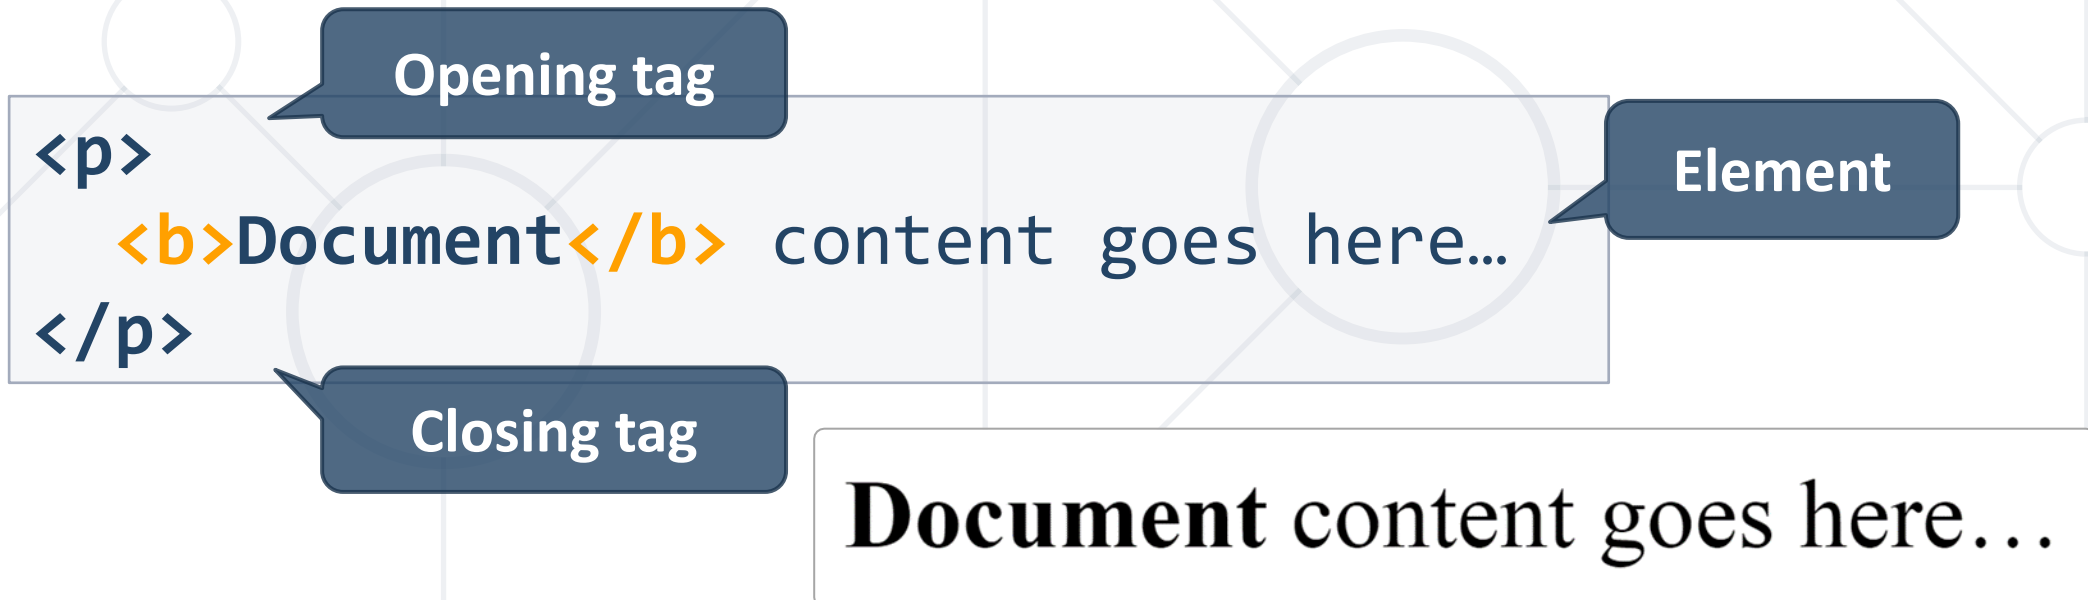 Opening tag
<p>
Element
<b>Document</b> content goes here…
</p>
Closing tag
Document content goes here…